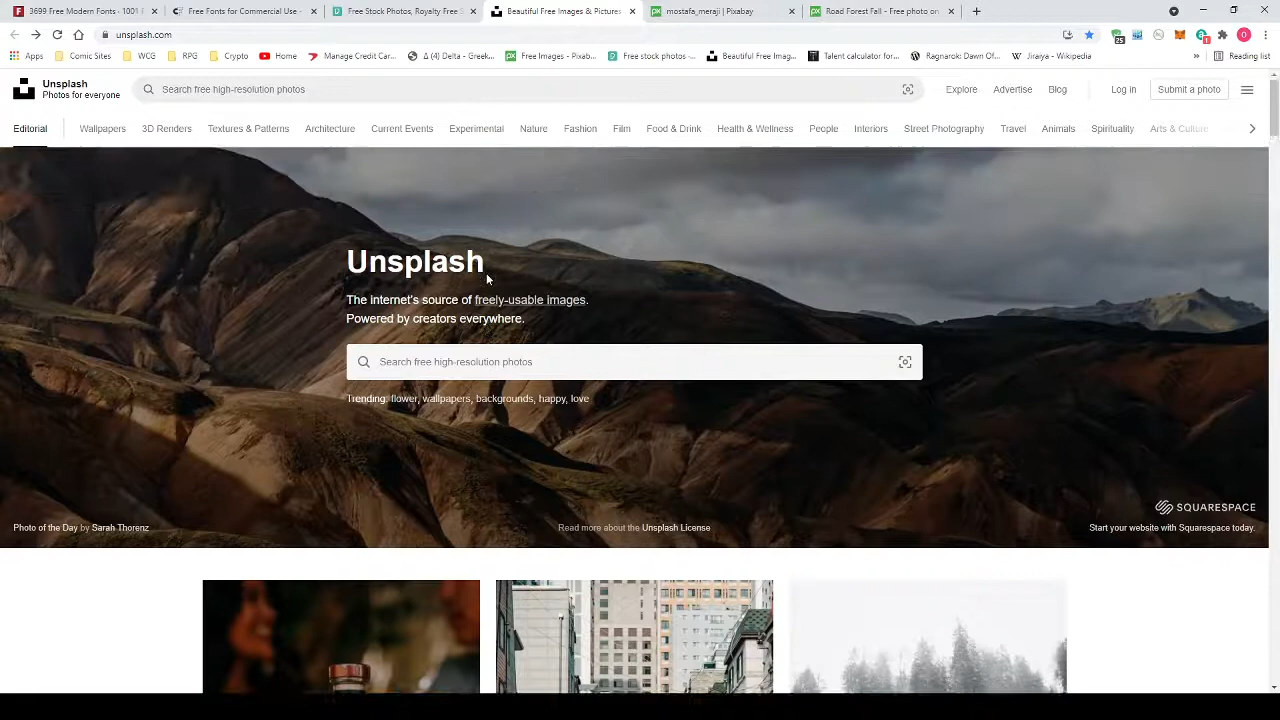 3699 Free Modern Fonts - 1001 F
Free Fonts for Commercial Use -
Free Stock Photos, Royalty Free S
Beautiful Free Images & Pictures
mostafa_meraji | Pixabay
Road Forest Fall - Free photo on
unsplash.com
Apps
Comic Sites
WCG
RPG
Crypto
Home
Manage Credit Car...
Δ (4) Delta - Greek...
Free Images - Pixab...
Free stock photos ·...
Beautiful Free Imag...
Talent calculator for...
Ragnarok: Dawn Of...
Jiraiya - Wikipedia
»
Reading list
Unsplash
Photos for everyone
Search free high-resolution photos
Explore
Advertise
Blog
Log in
Submit a photo
Editorial
Wallpapers
3D Renders
Textures & Patterns
Architecture
Current Events
Experimental
Nature
Fashion
Film
Food & Drink
Health & Wellness
People
Interiors
Street Photography
Travel
Animals
Spirituality
Arts & Culture
Unsplash
The internet's source of freely-usable images.
Powered by creators everywhere.
Search free high-resolution photos
Trending: flower, wallpapers, backgrounds, happy, love
SQUARESPACE
Photo of the Day by Sarah Thorenz
Read more about the Unsplash License
Start your website with Squarespace today.